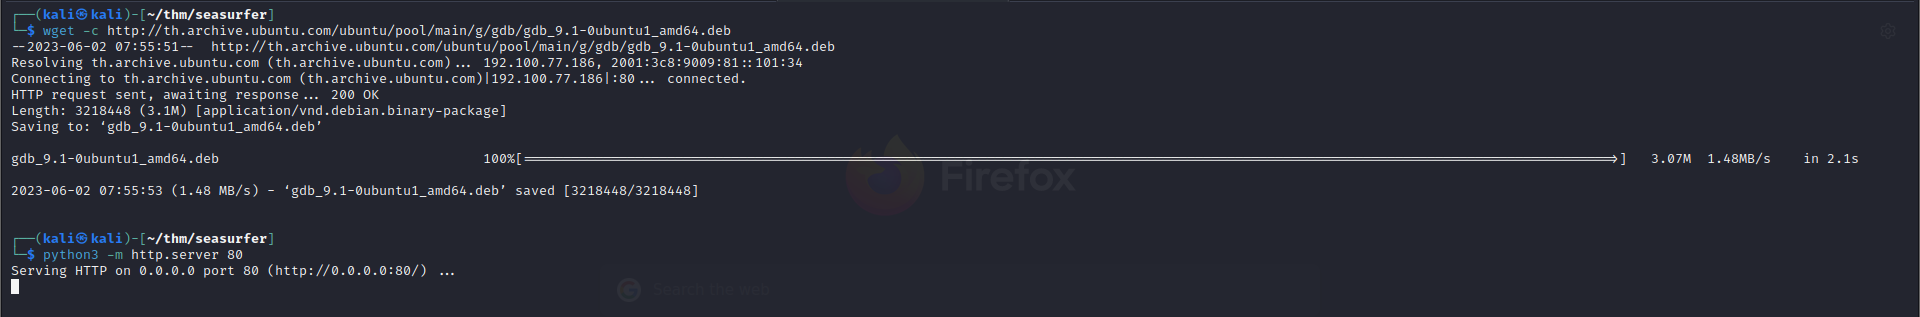 ┌──(kali㉿kali)-[~/thm/seasurfer]
└─$ wget -c http://th.archive.ubuntu.com/ubuntu/pool/main/g/gdb/gdb_9.1-0ubuntu1_amd64.deb
--2023-06-02 07:55:51--  http://th.archive.ubuntu.com/ubuntu/pool/main/g/gdb/gdb_9.1-0ubuntu1_amd64.deb
Resolving th.archive.ubuntu.com (th.archive.ubuntu.com)... 192.100.77.186, 2001:3c8:9009:81::101:34
Connecting to th.archive.ubuntu.com (th.archive.ubuntu.com)|192.100.77.186|:80... connected.
HTTP request sent, awaiting response... 200 OK
Length: 3218448 (3.1M) [application/vnd.debian.binary-package]
Saving to: ‘gdb_9.1-0ubuntu1_amd64.deb’
gdb_9.1-0ubuntu1_amd64.deb 100%[===================>] 3.07M 1.48MB/s in 2.1s
Firefox
2023-06-02 07:55:53 (1.48 MB/s) - ‘gdb_9.1-0ubuntu1_amd64.deb’ saved [3218448/3218448]
┌──(kali㉿kali)-[~/thm/seasurfer]
└─$ python3 -m http.server 80
Serving HTTP on 0.0.0.0 port 80 (http://0.0.0.0:80/) ...
Search the web